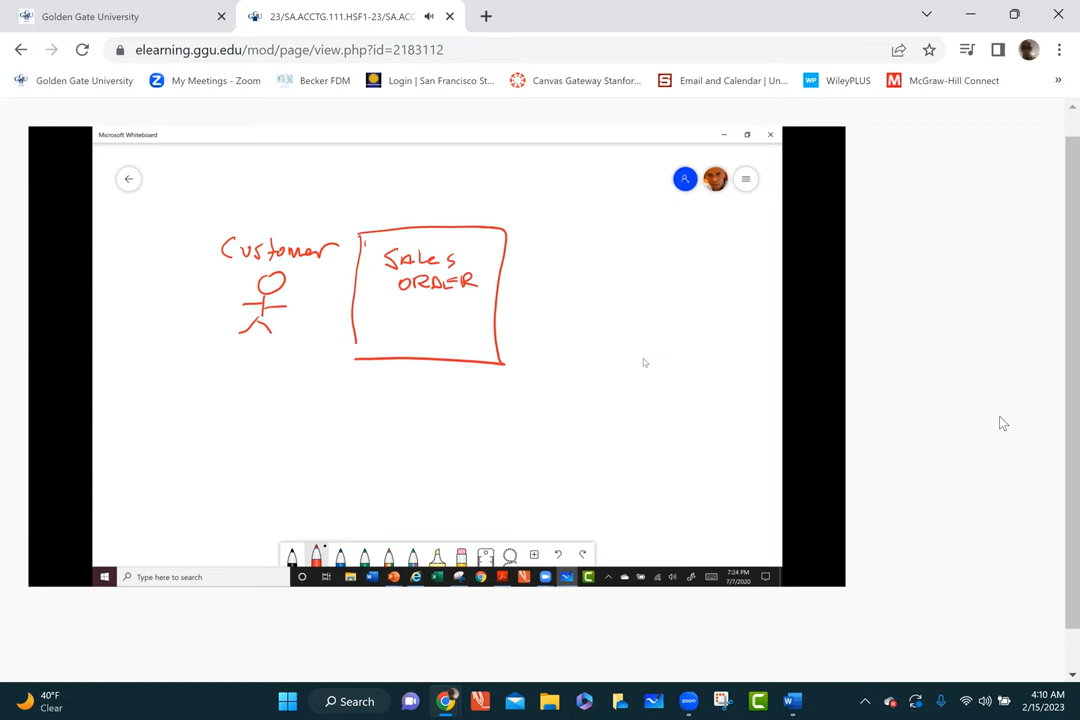 Golden Gate University
23/SA.ACCTG.111.HSF1-23/SA.ACC
elearning.ggu.edu/mod/page/view.php?id=2183112
Golden Gate University
My Meetings - Zoom
Becker FDM
Login | San Francisco St...
Canvas Gateway Stanfor...
Email and Calendar | Un...
WP
WileyPLUS
McGraw-Hill Connect
Microsoft Whiteboard
Customer
Sales
ORDER
Type here to search
7:24 PM
7/7/2020
40°F
Clear
Search
4:10 AM
2/15/2023